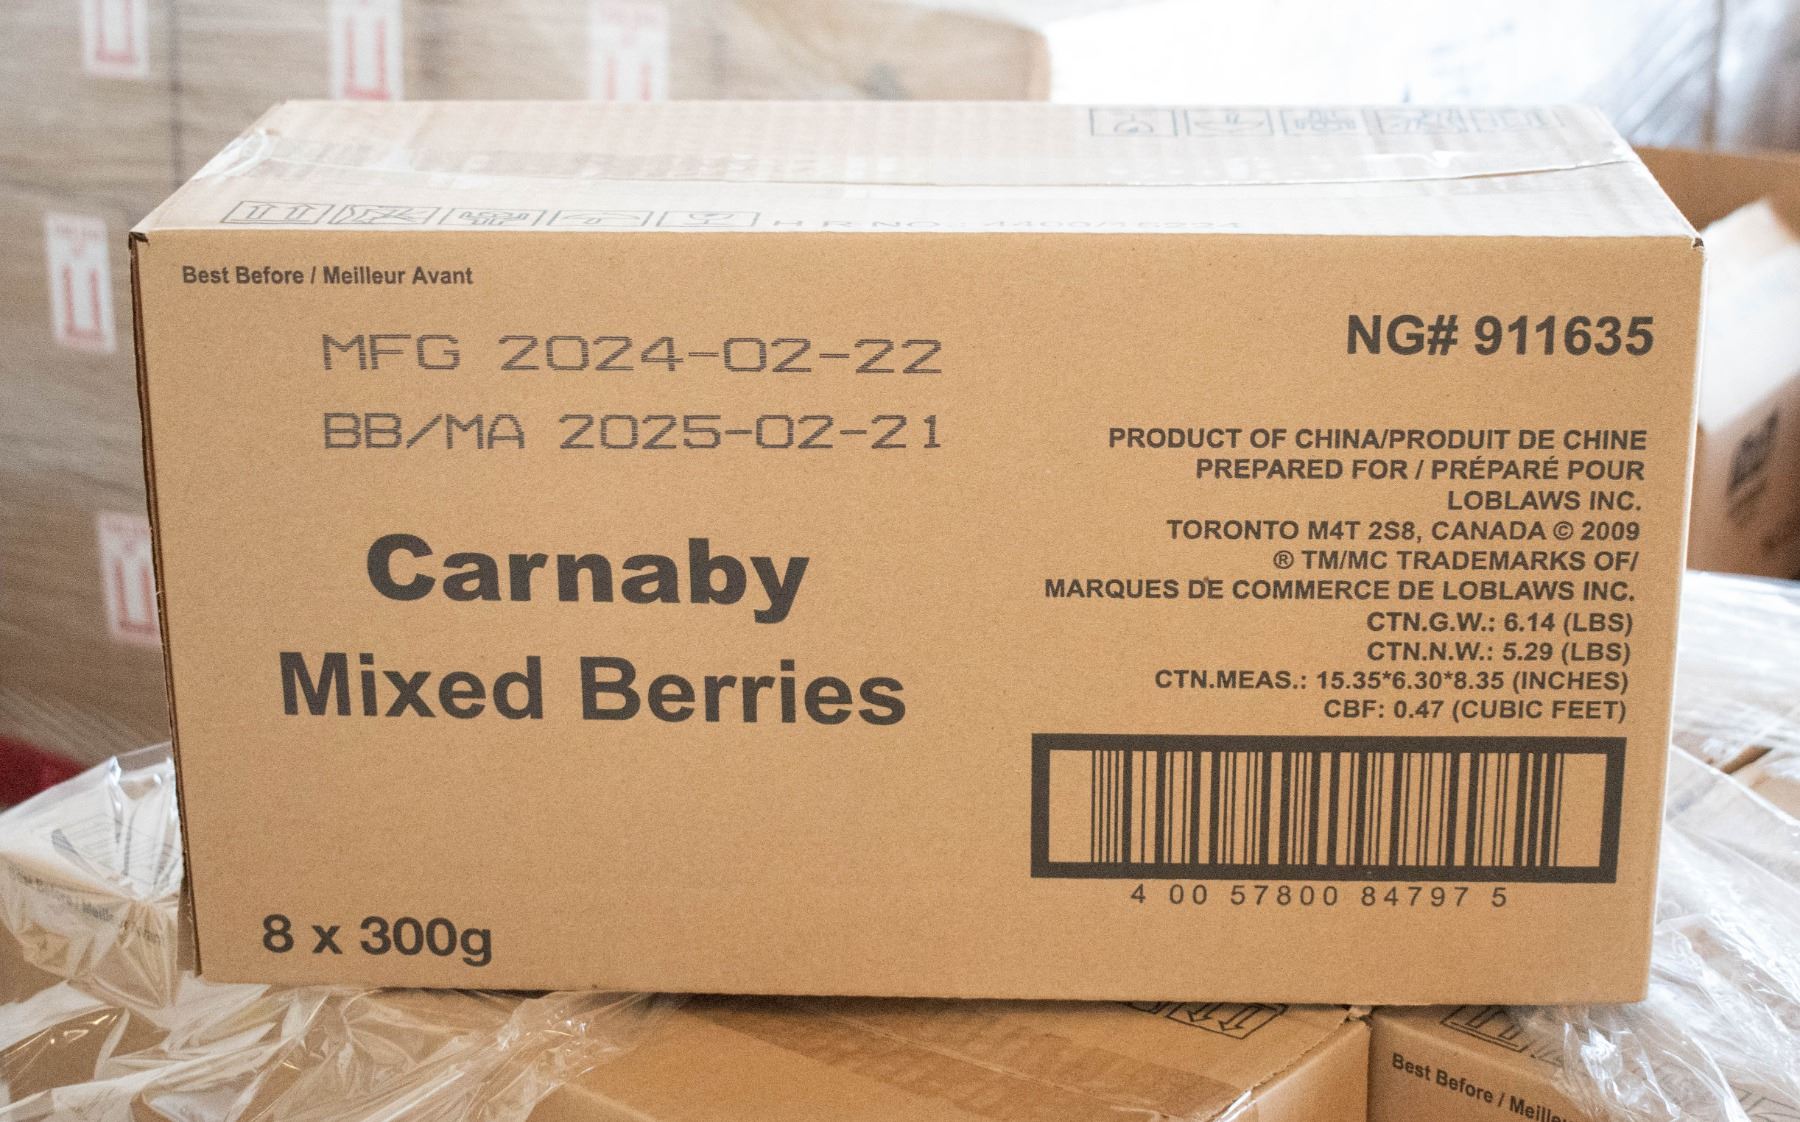 Best Before / Meilleur Avant
MFG 2024-02-22
BB/MA 2025-02-21
Carnaby
Mixed Berries
8 x 300g
NG# 911635
PRODUCT OF CHINA/PRODUIT DE CHINE
PREPARED FOR / PRÉPARÉ POUR
LOBLAWS INC.
TORONTO M4T 2S8, CANADA © 2009
® TM/MC TRADEMARKS OF/
MARQUES DE COMMERCE DE LOBLAWS INC.
CTN.G.W.: 6.14 (LBS)
CTN.N.W.: 5.29 (LBS)
CTN.MEAS.: 15.35*6.30*8.35 (INCHES)
CBF: 0.47 (CUBIC FEET)
4 00 57800 84797 5
Best Before /